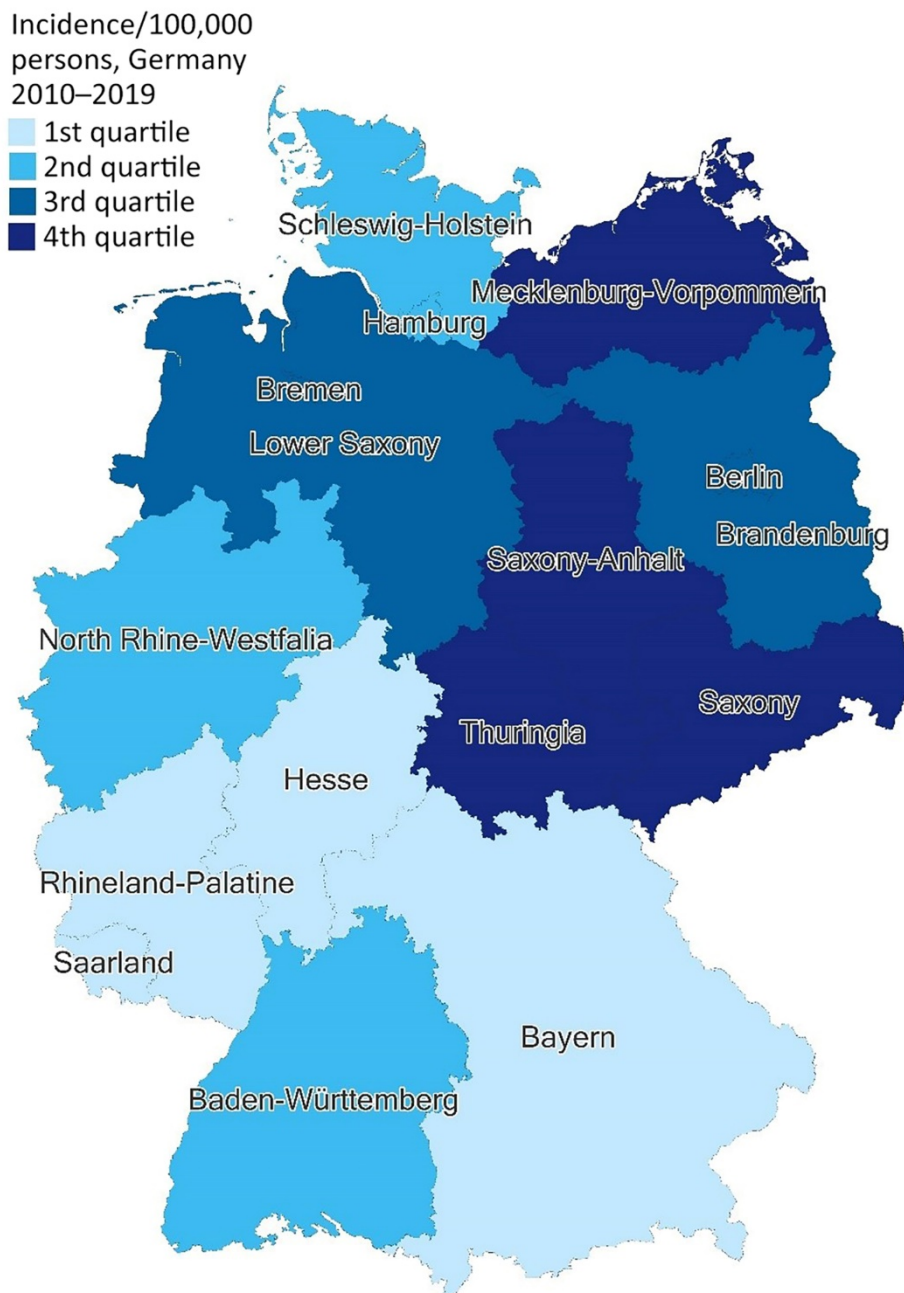 Incidence/100,000
persons, Germany
2010–2019
1st quartile
2nd quartile
3rd quartile
4th quartile
Schleswig-Holstein
Mecklenburg-Vorpommern
Hamburg
Bremen
Lower Saxony
Berlin
Brandenburg
Saxony-Anhalt
North Rhine-Westfalia
Saxony
Thuringia
Hesse
Rhineland-Palatine
Saarland
Bayern
Baden-Württemberg